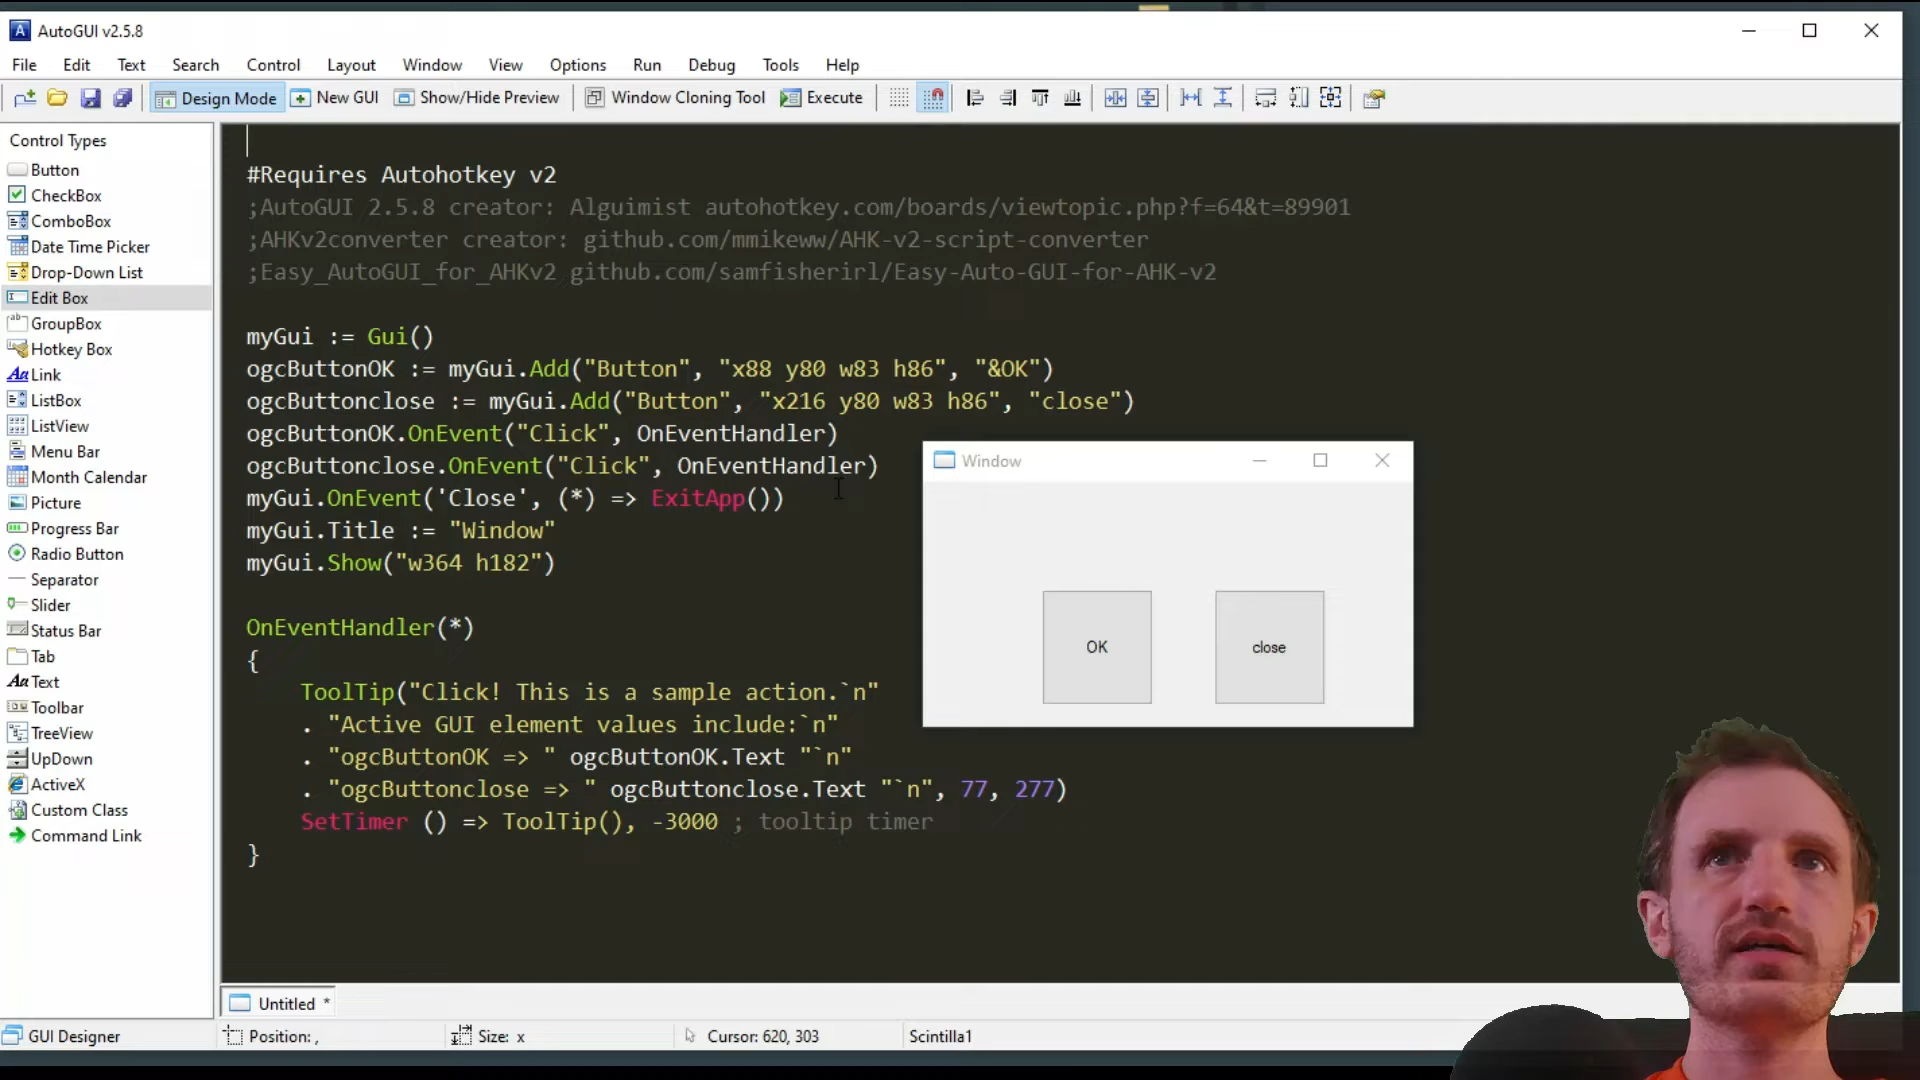 AutoGUI v2.5.8
File Edit Text Search Control Layout Window View Options Run Debug Tools Help
Design Mode New GUI Show/Hide Preview Window Cloning Tool Execute
Control Types
Button
CheckBox
ComboBox
Date Time Picker
Drop-Down List
Edit Box
GroupBox
Hotkey Box
Link
ListBox
ListView
Menu Bar
Month Calendar
Picture
Progress Bar
Radio Button
Separator
Slider
Status Bar
Tab
Text
Toolbar
TreeView
UpDown
ActiveX
Custom Class
Command Link
#Requires Autohotkey v2
;AutoGUI 2.5.8 creator: Alguimist autohotkey.com/boards/viewtopic.php?f=64&t=89901
;AHKv2converter creator: github.com/mmikeww/AHK-v2-script-converter
;Easy_AutoGUI_for_AHKv2 github.com/samfisherirl/Easy-Auto-GUI-for-AHK-v2
myGui := Gui()
ogcButtonOK := myGui.Add("Button", "x88 y80 w83 h86", "&OK")
ogcButtonclose := myGui.Add("Button", "x216 y80 w83 h86", "close")
ogcButtonOK.OnEvent("Click", OnEventHandler)
ogcButtonclose.OnEvent("Click", OnEventHandler)
myGui.OnEvent('Close', (*) => ExitApp())
myGui.Title := "Window"
myGui.Show("w364 h182")
OnEventHandler(*)
{
ToolTip("Click! This is a sample action.`n"
. "Active GUI element values include:`n"
. "ogcButtonOK => " ogcButtonOK.Text "`n"
. "ogcButtonclose => " ogcButtonclose.Text "`n", 77, 277)
SetTimer () => ToolTip(), -3000 ; tooltip timer
}
Window
OK close
Untitled *
GUI Designer Position: , Size: x Cursor: 620, 303 Scintilla1